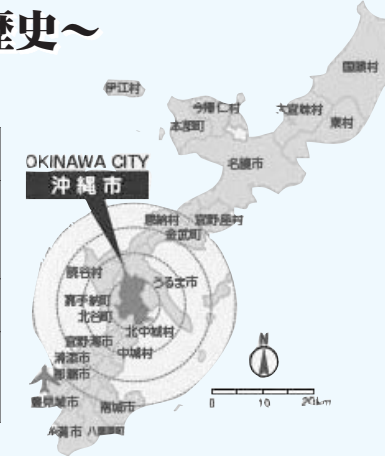 歴史～
国頭村
伊江村
今帰仁村
大宜味村
本部町
東村
名護市
OKINAWA CITY
沖縄市
恩納村
宜野座村
金武町
読谷村
うるま市
嘉手納町
北谷町
北中城村
宜野湾市
中城村
浦添市
那覇市
N
豊見城市
南城市
0 10 20km
糸満市
八重瀬町